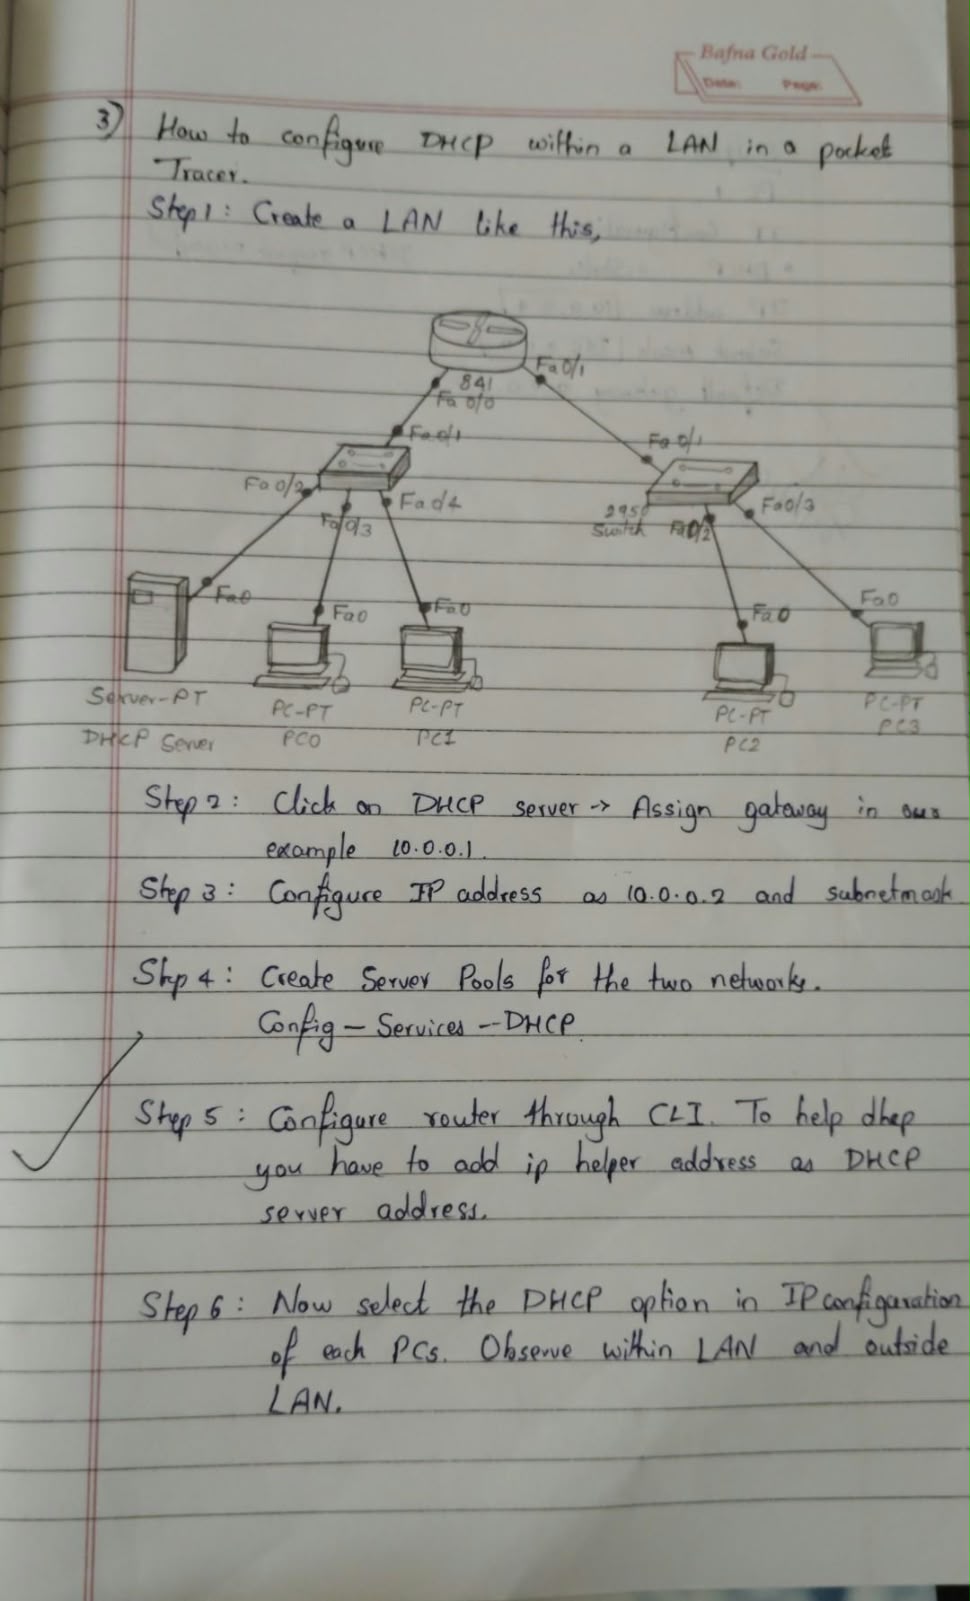 Bafna Gold
Date: Page:
3) How to configure DHCP within a LAN in a pocket
Tracer.
Step 1: Create a LAN like this,
841
Fa 0/0
Fa0/1
Fa0/1
Fa 0/1
Fa0/2
Fa0/3
Fa0/4
2950
Switch
Fa0/2
Fa0/3
Fa0
Fa0
Fa0
Fa0
Fa0
Server-PT
DHCP Server
PC-PT
PC0
PC-PT
PC1
PC-PT
PC2
PC-PT
PC3
Step 2: Click on DHCP server → Assign gateway in our
example 10.0.0.1.
Step 3: Configure IP address as 10.0.0.2 and subnetmask
Step 4: Create Server Pools for the two networks.
Config – Services – DHCP.
Step 5: Configure router through CLI. To help dhcp
you have to add ip helper address as DHCP
server address.
Step 6: Now select the DHCP option in IP configuration
of each PCs. Observe within LAN and outside
LAN.